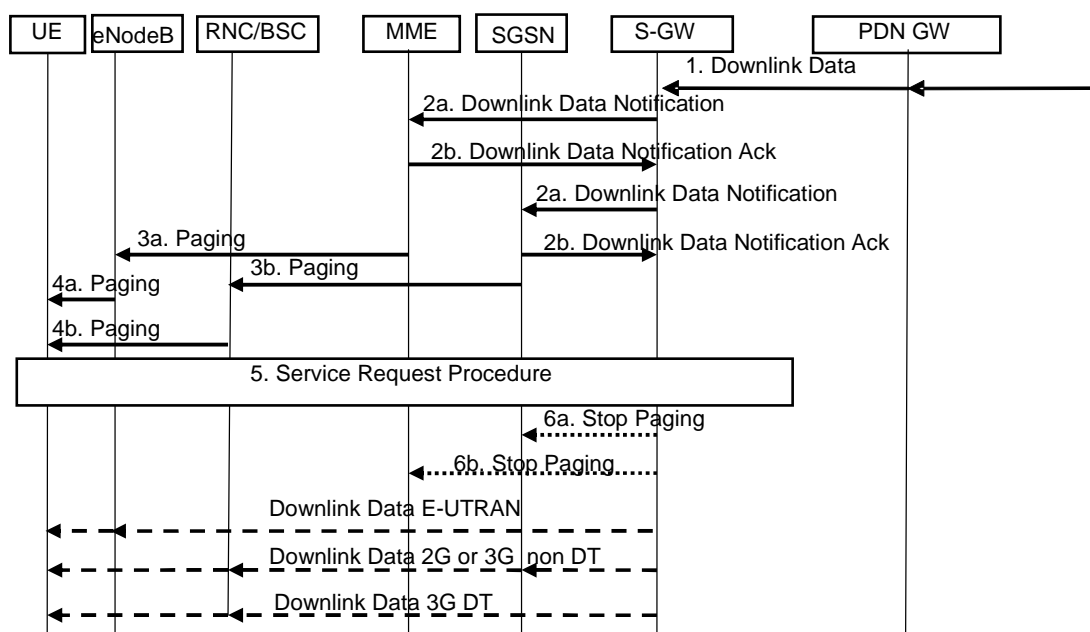 UE
eNodeB
RNC/BSC
MME
SGSN
S-GW
PDN GW
1. Downlink Data
2a. Downlink Data Notification
2b. Downlink Data Notification Ack
2a. Downlink Data Notification
3a. Paging
2b. Downlink Data Notification Ack
3b. Paging
4a. Paging
4b. Paging
5. Service Request Procedure
6a. Stop Paging
6b. Stop Paging
Downlink Data E-UTRAN
Downlink Data 2G or 3G non DT
Downlink Data 3G DT